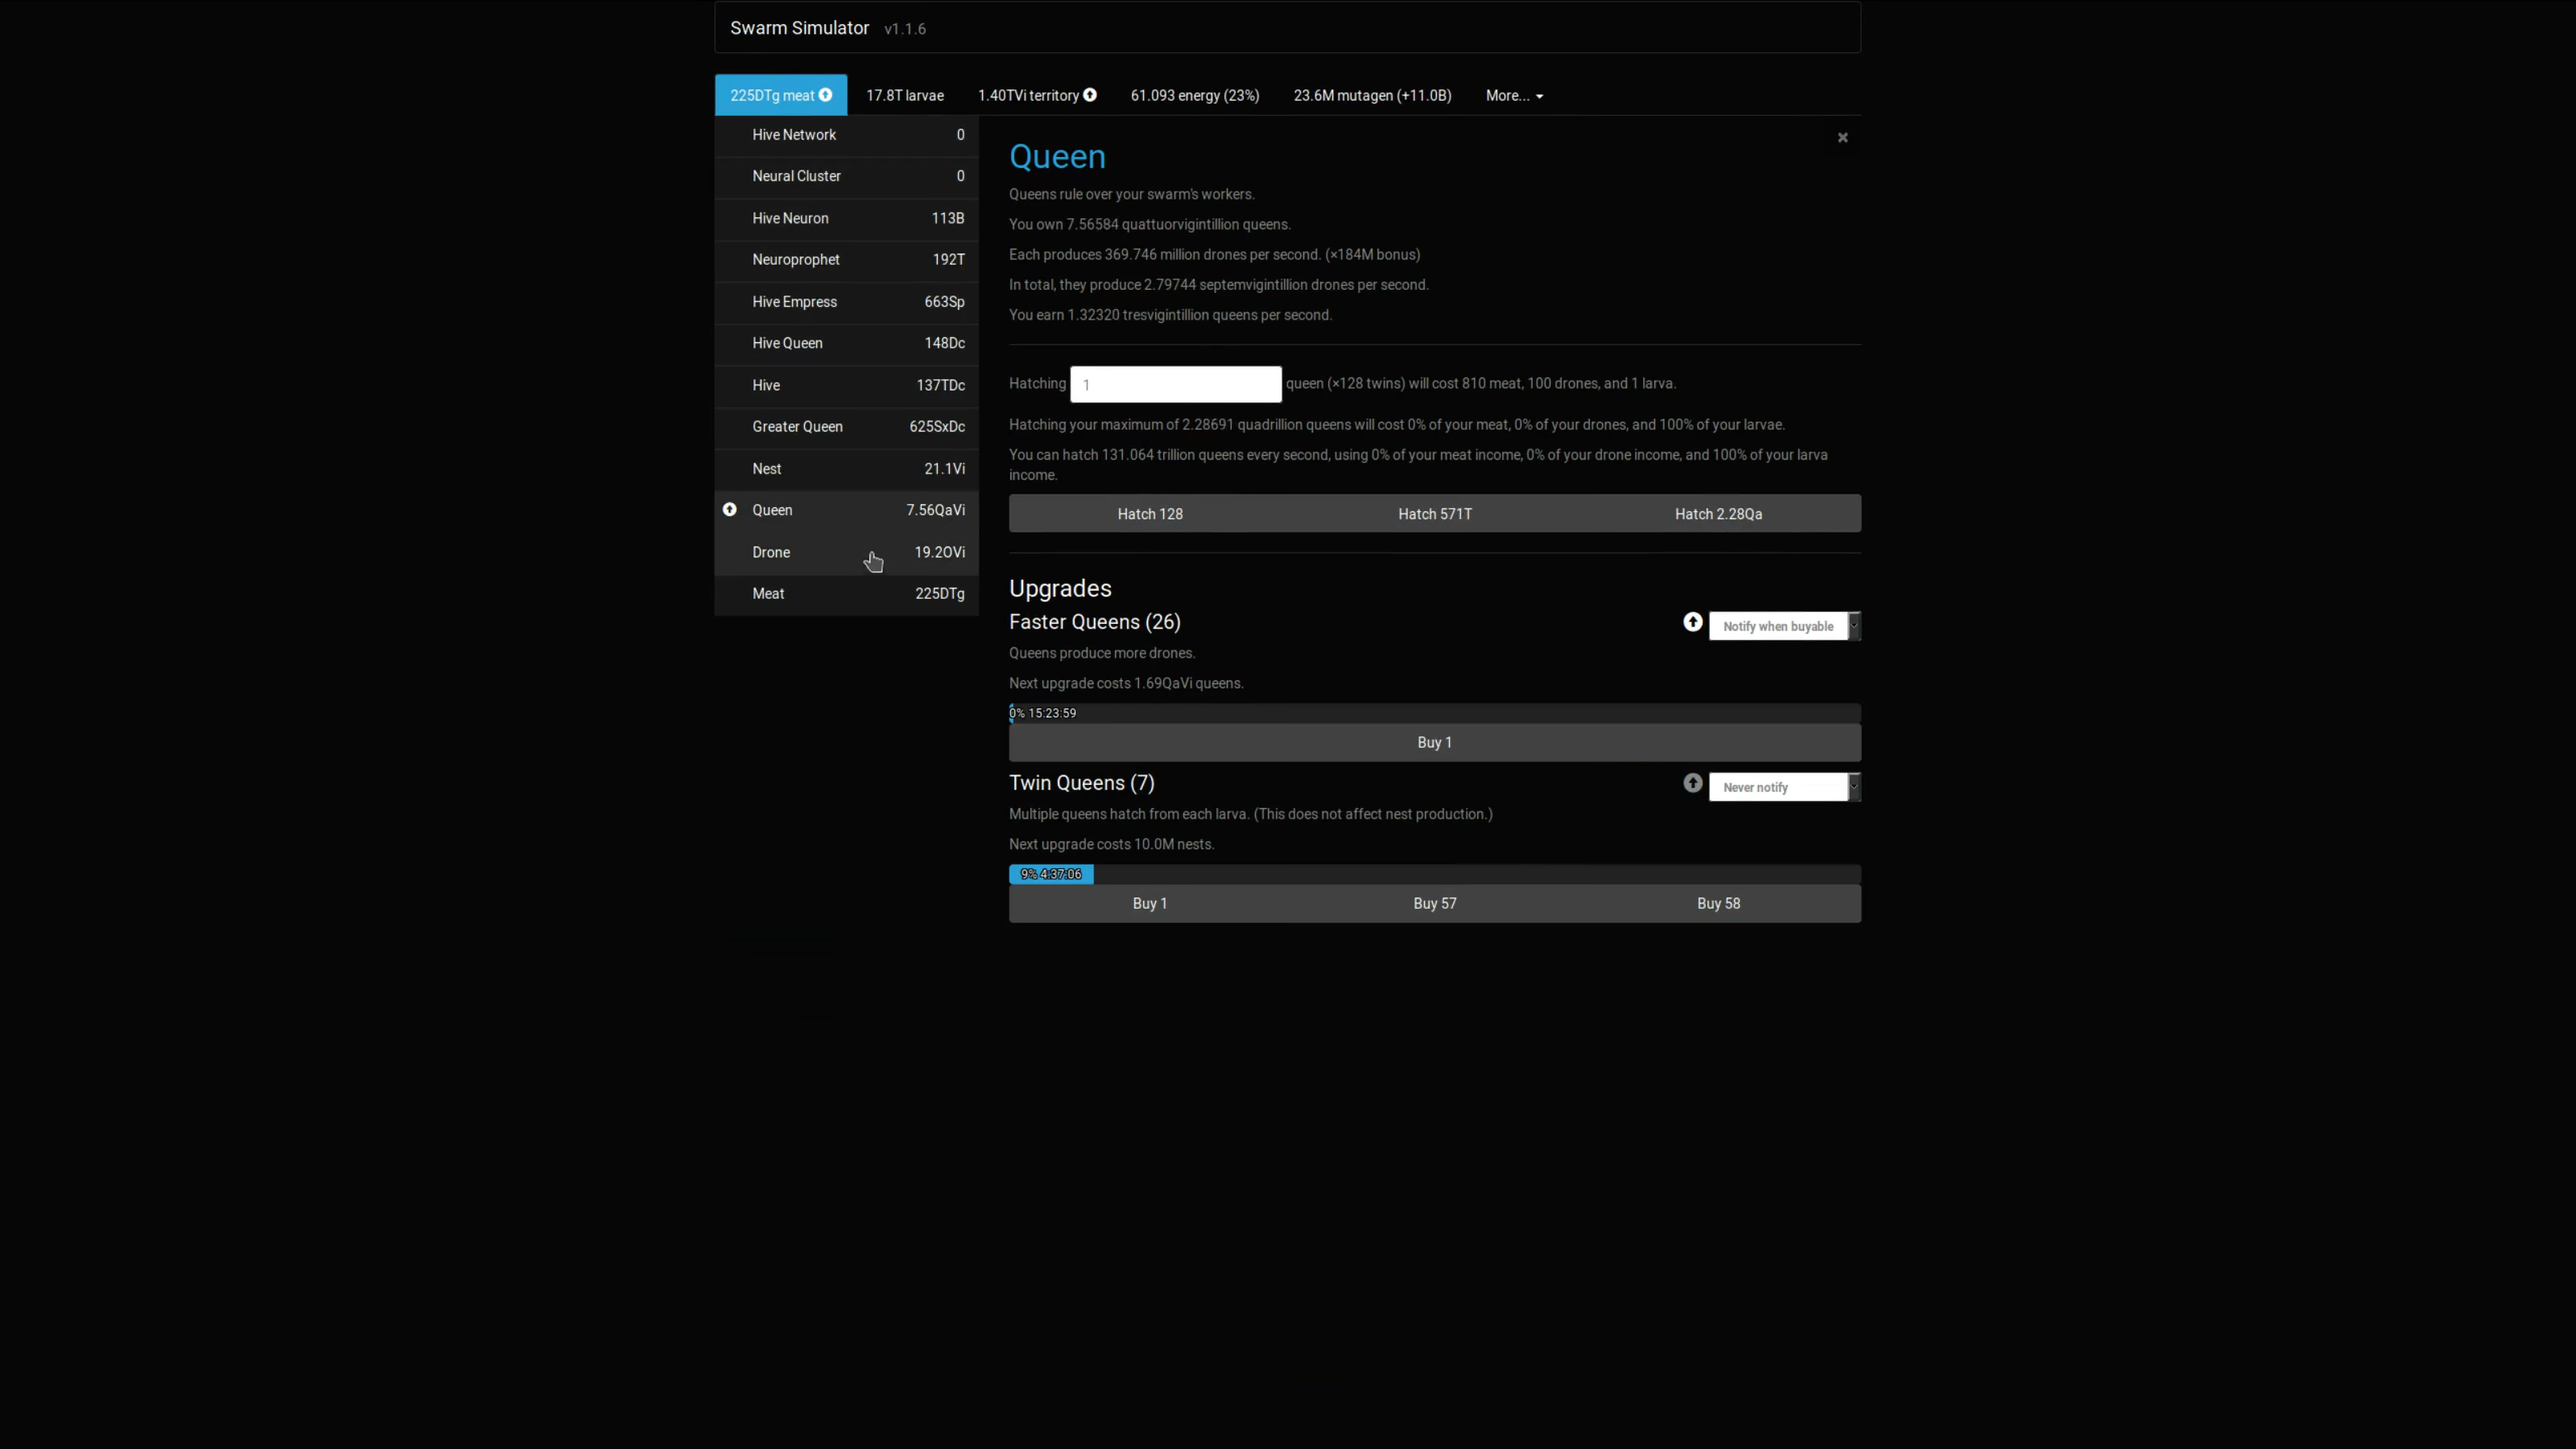 Swarm Simulator v1.1.6
225DTg meat 17.8T larvae 1.40TVi territory 61.093 energy (23%) 23.6M mutagen (+11.0B) More...
Hive Network 0
Neural Cluster 0
Hive Neuron 113B
Neuroprophet 192T
Hive Empress 663Sp
Hive Queen 148Dc
Hive 137TDc
Greater Queen 625SxDc
Nest 21.1Vi
Queen 7.56QaVi
Drone 19.2OVi
Meat 225DTg
Queen
Queens rule over your swarm's workers.
You own 7.56584 quattuorvigintillion queens.
Each produces 369.746 million drones per second. (×184M bonus)
In total, they produce 2.79744 septemvigintillion drones per second.
You earn 1.32320 tresvigintillion queens per second.
Hatching 1 queen (×128 twins) will cost 810 meat, 100 drones, and 1 larva.
Hatching your maximum of 2.28691 quadrillion queens will cost 0% of your meat, 0% of your drones, and 100% of your larvae.
You can hatch 131.064 trillion queens every second, using 0% of your meat income, 0% of your drone income, and 100% of your larva
income.
Hatch 128 Hatch 571T Hatch 2.28Qa
Upgrades
Faster Queens (26) Notify when buyable
Queens produce more drones.
Next upgrade costs 1.69QaVi queens.
0% 15:23:59
Buy 1
Twin Queens (7) Never notify
Multiple queens hatch from each larva. (This does not affect nest production.)
Next upgrade costs 10.0M nests.
9% 4:37:06
Buy 1 Buy 57 Buy 58